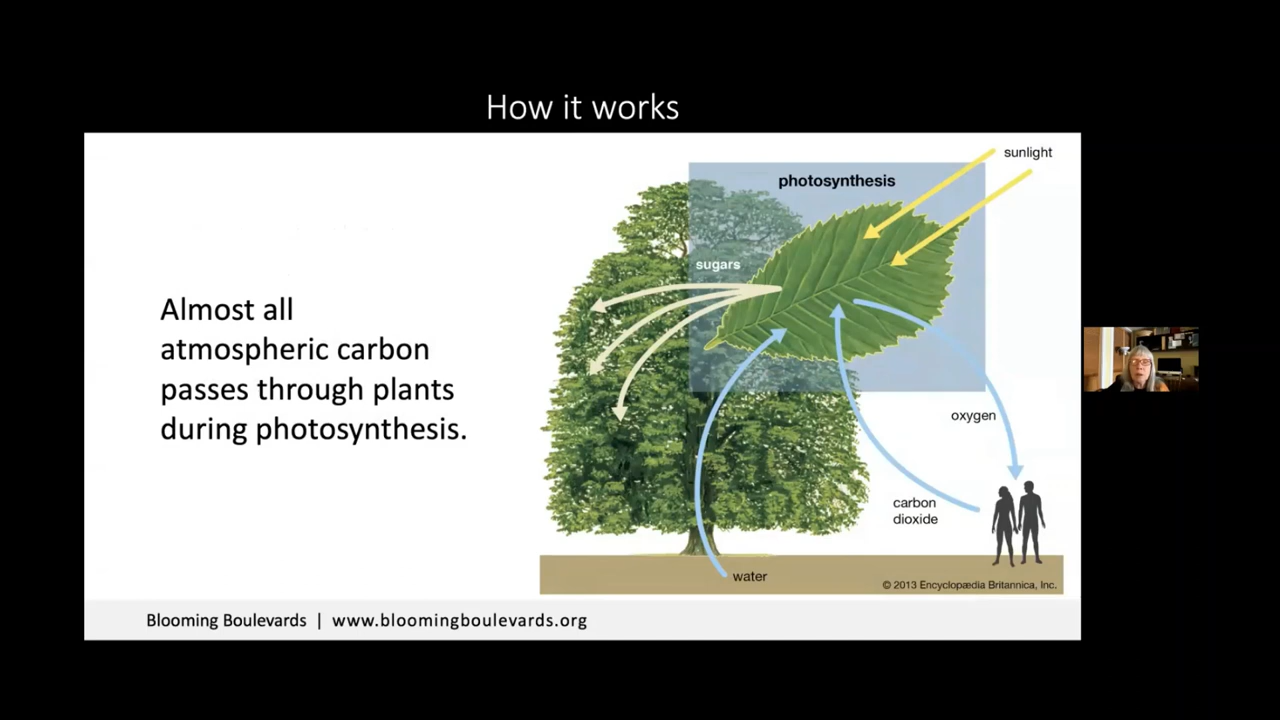 How it works
sunlight
photosynthesis
sugars
Almost all
atmospheric carbon
passes through plants
during photosynthesis.
oxygen
carbon
dioxide
water
© 2013 Encyclopædia Britannica, Inc.
Blooming Boulevards | www.bloomingboulevards.org